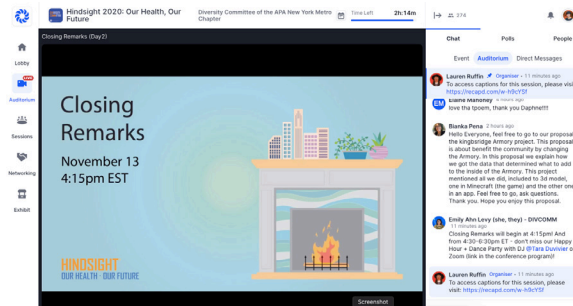 Hindsight 2020: Our Health, Our
Future
Diversity Committee of the APA New York Metro
Chapter
Time Left
2h:14m
274
Lobby
LIVE
Auditorium
Sessions
Networking
Exhibit
Closing Remarks (Day2)
Closing
Remarks
November 13
4:15pm EST
HINDSIGHT
OUR HEALTH · OUR FUTURE
Screenshot
Chat
Polls
People
Event
Auditorium
Direct Messages
Lauren Ruffin Organiser • 11 minutes ago
To access captions for this session, please visit
https://recapd.com/w-h9cY5f
EM
Elaine Mahoney 4 hours ago
love tha tpoem, thank you Daphne!!!!
Bianka Pena 2 hours ago
Hello Everyone, feel free to go to our proposal
the kingsbridge Armory project. This proposal
is about benefit the community by changing
the Armory. In this proposal we explain how
we got the data that determined what to add
to the inside of the Armory. This project
mentioned all we did, included to 3d model,
one in Minecraft (the game) and the other one
in an app. Feel free to go, ask questions.
Thank you. Hope you enjoy this proposal.
Emily Ahn Levy (she, they) - DIVCOMM
11 minutes ago
Closing Remarks will begin at 4:15pm! And
from 4:30-6:30pm ET - don't miss our Happy
Hour + Dance Party with DJ @Tara Duvivier o
Zoom (link in the conference program)!
Lauren Ruffin Organiser • 11 minutes ago
To access captions for this session, please
visit: https://recapd.com/w-h9cY5f